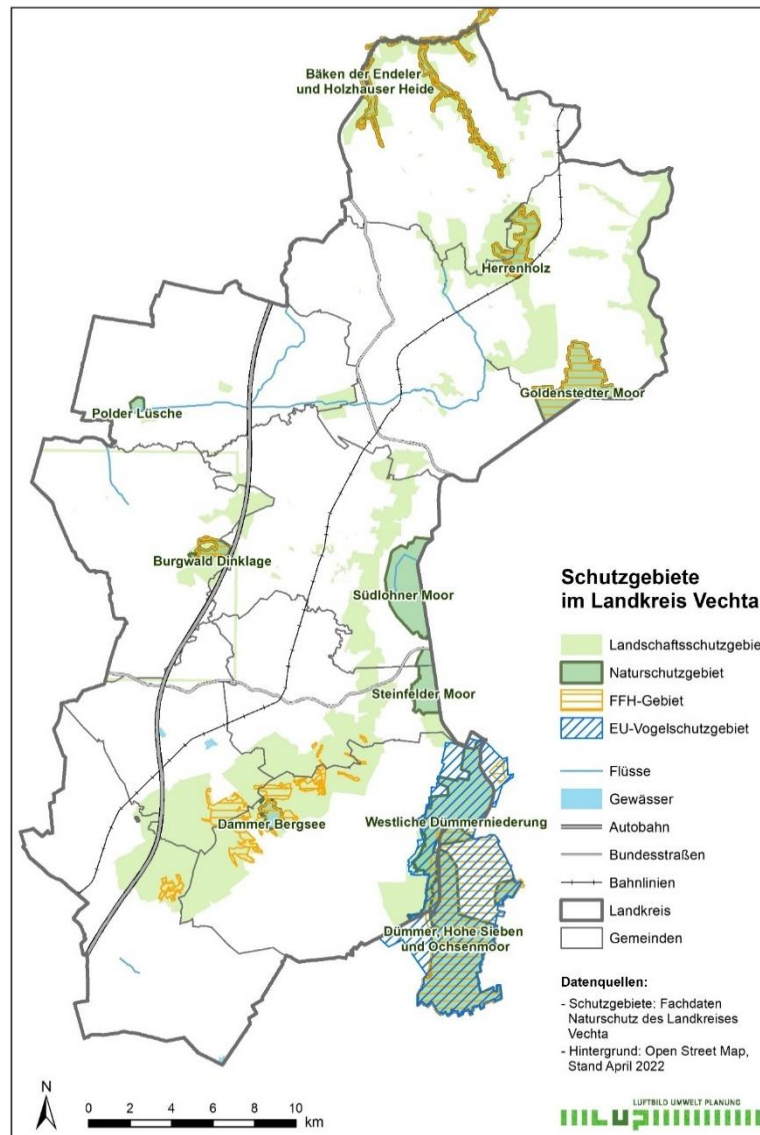 Bäken der Endeler
und Holzhauser Heide
Herrenholz
Goldenstedter Moor
Polder Lüsche
Burgwald Dinklage
Südlohner Moor
Steinfelder Moor
Dammer Bergsee
Westliche Dümmerniederung
Dümmer, Hohe Sieben
und Ochsenmoor
Schutzgebiete
im Landkreis Vechta
Landschaftsschutzgebie
Naturschutzgebiet
FFH-Gebiet
EU-Vogelschutzgebiet
Flüsse
Gewässer
Autobahn
Bundesstraßen
Bahnlinien
Landkreis
Gemeinden
Datenquellen:
- Schutzgebiete: Fachdaten
Naturschutz des Landkreises
Vechta
- Hintergrund: Open Street Map,
Stand April 2022
N
0 2 4 6 8 10
km
LUFTBILD UMWELT PLANUNG
lup